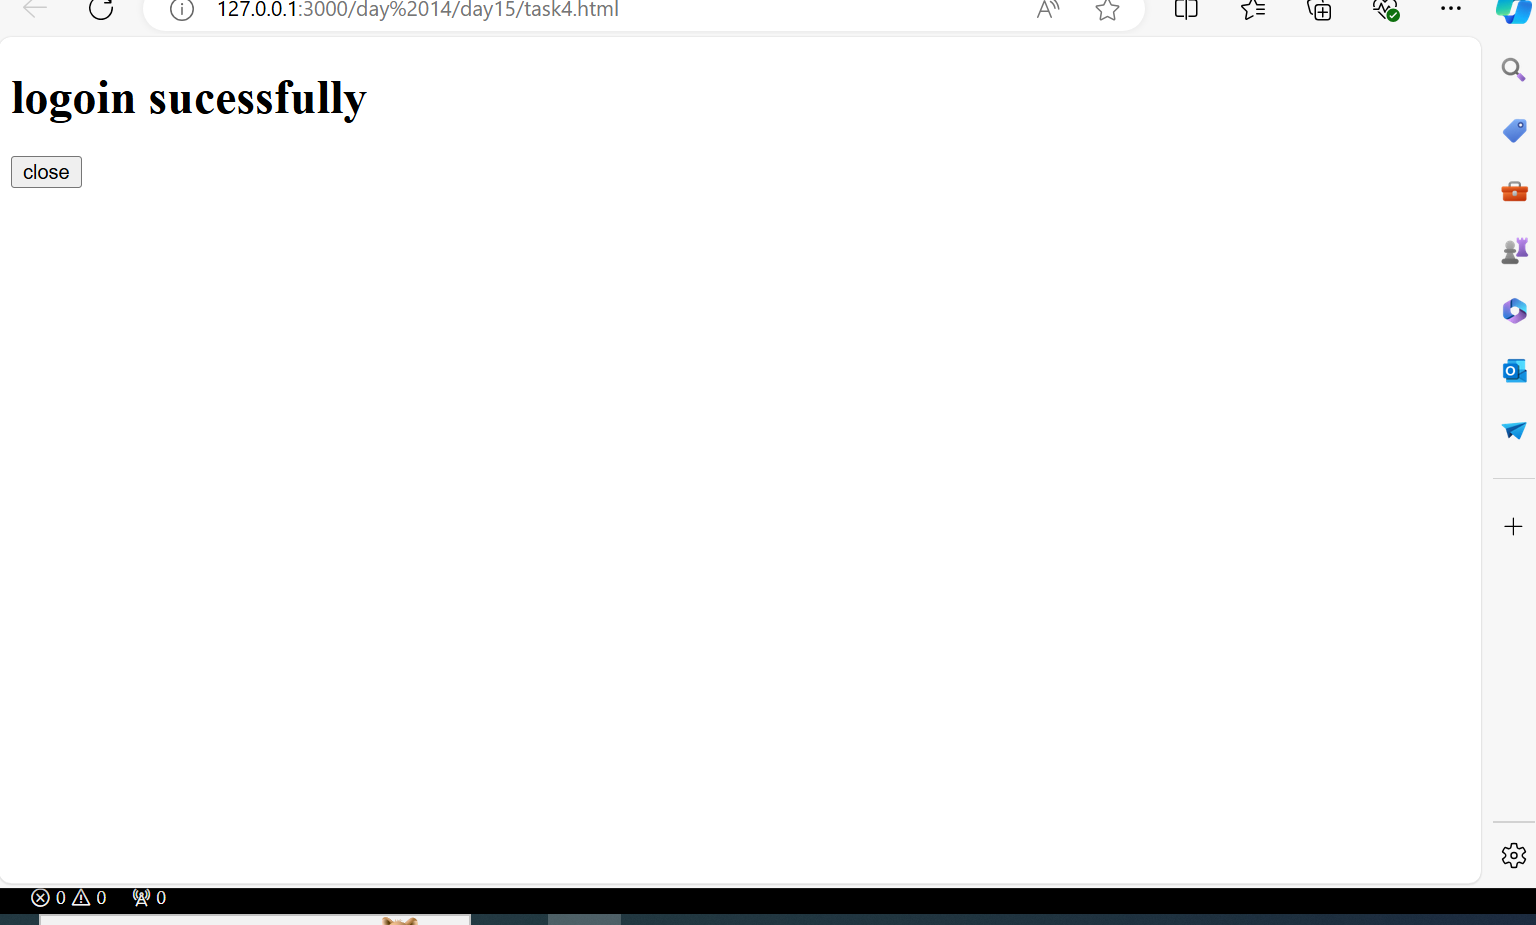 127.0.0.1:3000/day%2014/day15/task4.html
logoin sucessfully
close
0 0 0